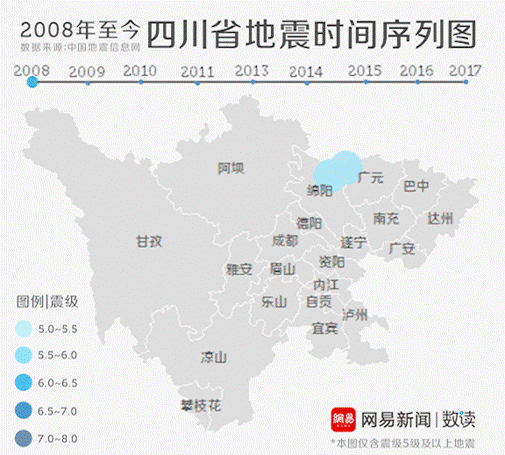 2008年至今 四川省地震时间序列图
数据来源:中国地震信息网
2008 2009 2010 2011 2012 2013 2014 2015 2016 2017
阿坝
绵阳
广元
巴中
甘孜
德阳
南充
达州
成都
遂宁
广安
雅安
眉山
资阳
内江
乐山
自贡
泸州
宜宾
凉山
攀枝花
图例|震级
5.0~5.5
5.5~6.0
6.0~6.5
6.5~7.0
7.0~8.0
網易 网易新闻 | 数读
*本图仅含震级5级及以上地震